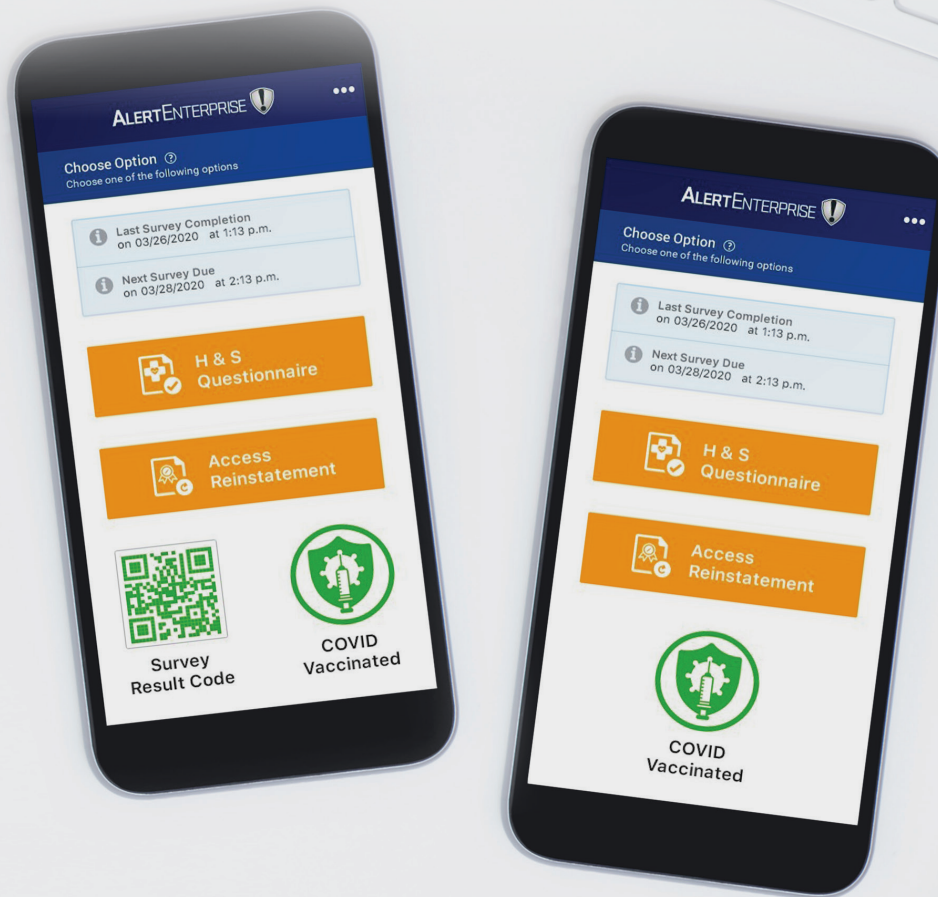 ALERTENTERPRISE
Choose Option
Choose one of the following options
Last Survey Completion
on 03/26/2020 at 1:13 p.m.
Next Survey Due
on 03/28/2020 at 2:13 p.m.
H & S
Questionnaire
Access
Reinstatement
Survey
Result Code
COVID
Vaccinated
ALERTENTERPRISE
Choose Option
Choose one of the following options
Last Survey Completion
on 03/26/2020 at 1:13 p.m.
Next Survey Due
on 03/28/2020 at 2:13 p.m.
H & S
Questionnaire
Access
Reinstatement
COVID
Vaccinated